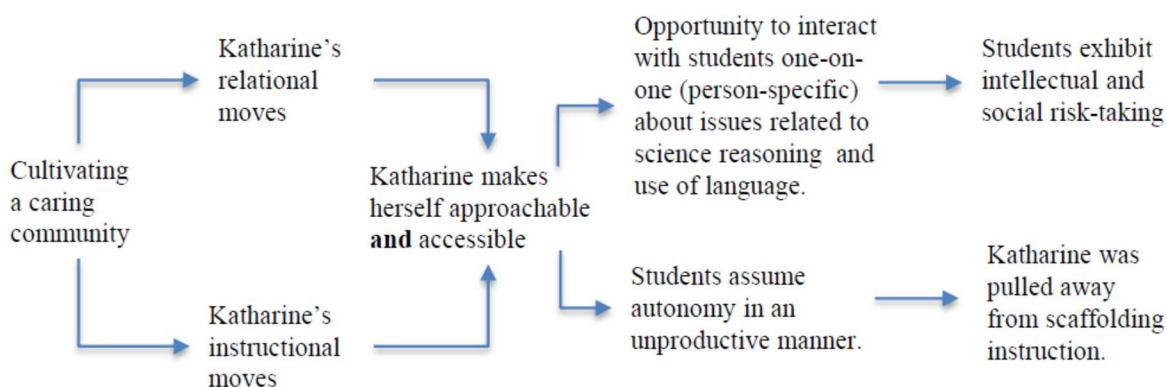 Cultivating
a caring
community
Katharine's
relational
moves
Katharine's
instructional
moves
Katharine makes
herself approachable
and accessible
Opportunity to interact
with students one-on-
one (person-specific)
about issues related to
science reasoning and
use of language.
Students exhibit
intellectual and
social risk-taking
Students assume
autonomy in an
unproductive manner.
Katharine was
pulled away
from scaffolding
instruction.